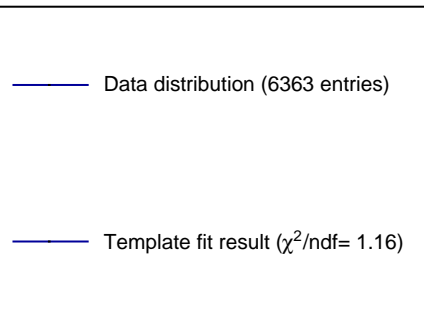 Data distribution (6363 entries)
Template fit result (χ²/ndf= 1.16)